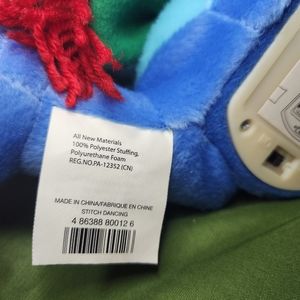 All New Materials
100% Polyester Stuffing,
Polyurethane Foam
REG.NO.PA-12352 (CN)
MADE IN CHINA/FABRIQUE EN CHINE
STITCH DANCING
4 86388 80012 6